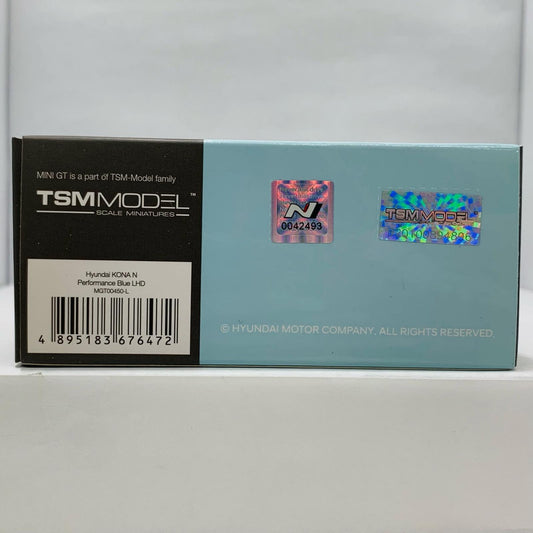 MINI GT is a part of TSM-Model family
TSMMODEL™
SCALE MINIATURES
Hyundai KONA N
Performance Blue LHD
MGT00450-L
4 895183 676472
N
0042493
TSMMODEL
© HYUNDAI MOTOR COMPANY. ALL RIGHTS RESERVED.